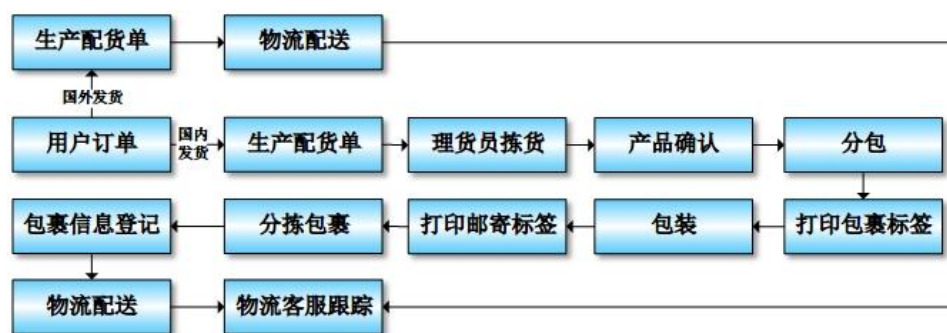 生产配货单
物流配送
国外发货
用户订单
国内
发货
生产配货单
理货员拣货
产品确认
分包
包裹信息登记
分拣包裹
打印邮寄标签
包装
打印包裹标签
物流配送
物流客服跟踪